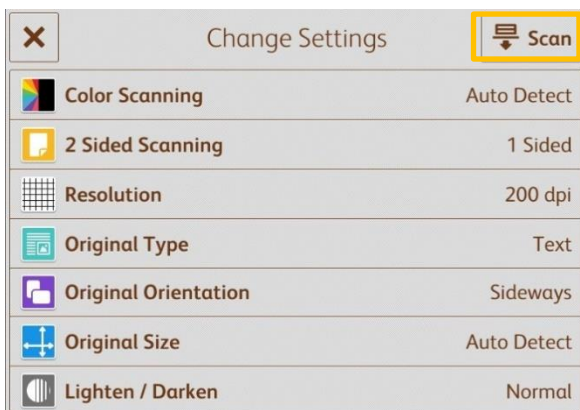 Change Settings
Scan
Color Scanning Auto Detect
2 Sided Scanning 1 Sided
Resolution 200 dpi
Original Type Text
Original Orientation Sideways
Original Size Auto Detect
Lighten / Darken Normal